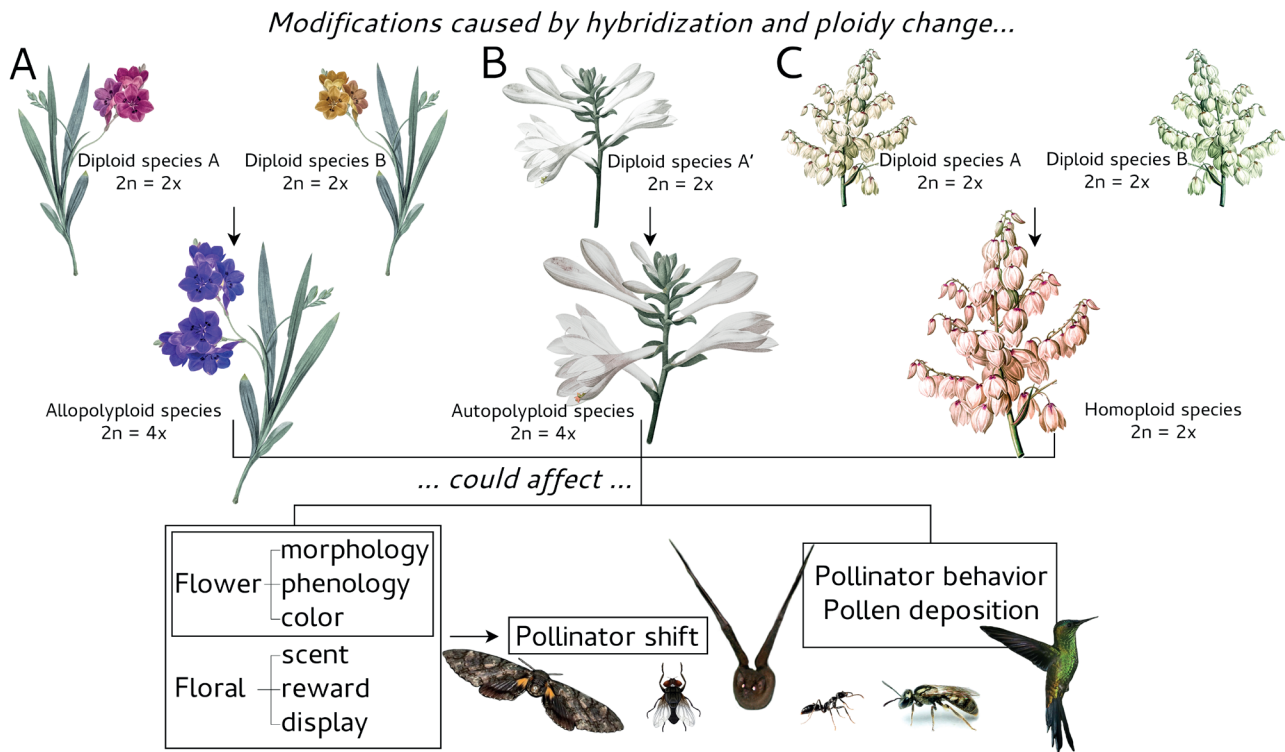 Modifications caused by hybridization and ploidy change...
A
B
C
Diploid species A
2n = 2x
Diploid species B
2n = 2x
Diploid species A′
2n = 2x
Diploid species A
2n = 2x
Diploid species B
2n = 2x
Allopolyploid species
2n = 4x
Autopolyploid species
2n = 4x
Homoploid species
2n = 2x
... could affect ...
Flower
morphology
phenology
color
Floral
scent
reward
display
Pollinator shift
Pollinator behavior
Pollen deposition